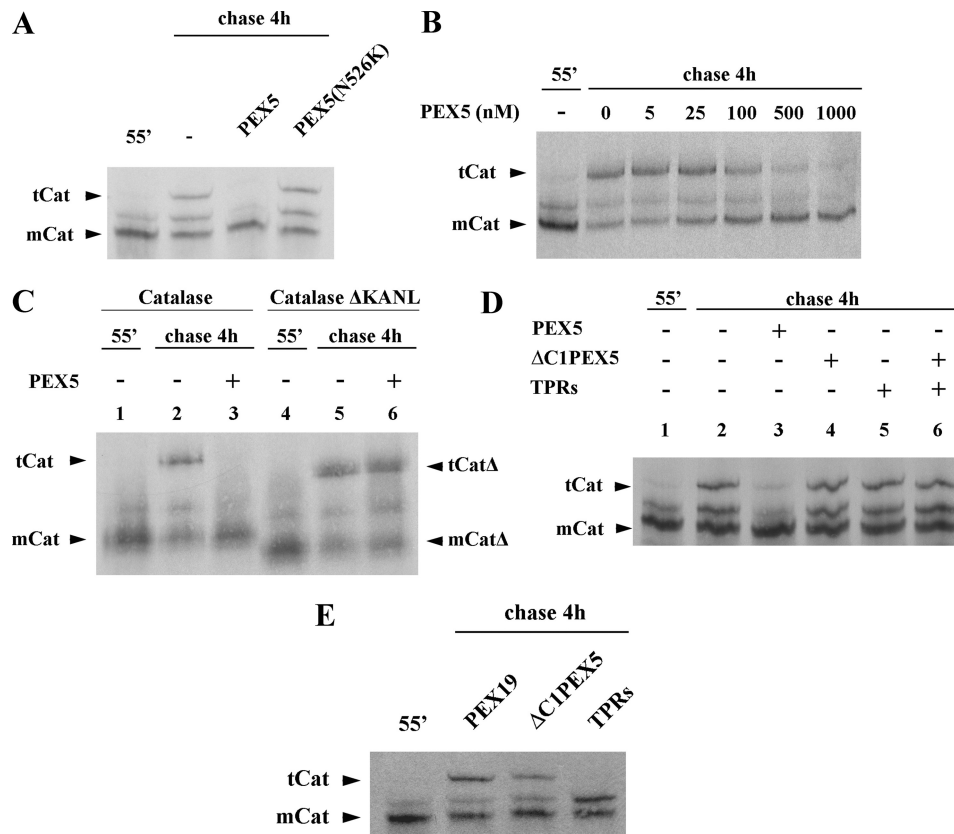 A
chase 4h
55'
-
PEX5
PEX5(N526K)
tCat
mCat
B
55'
chase 4h
PEX5 (nM)
- 0 5 25 100 500 1000
tCat
mCat
C
Catalase
Catalase ΔKANL
55' chase 4h 55' chase 4h
PEX5 - - + - - +
1 2 3 4 5 6
tCat
tCatΔ
mCat
mCatΔ
D
55'
chase 4h
PEX5 - - + - - -
ΔC1PEX5 - - - + - +
TPRs - - - - + +
1 2 3 4 5 6
tCat
mCat
E
chase 4h
55'
PEX19
ΔC1PEX5
TPRs
tCat
mCat